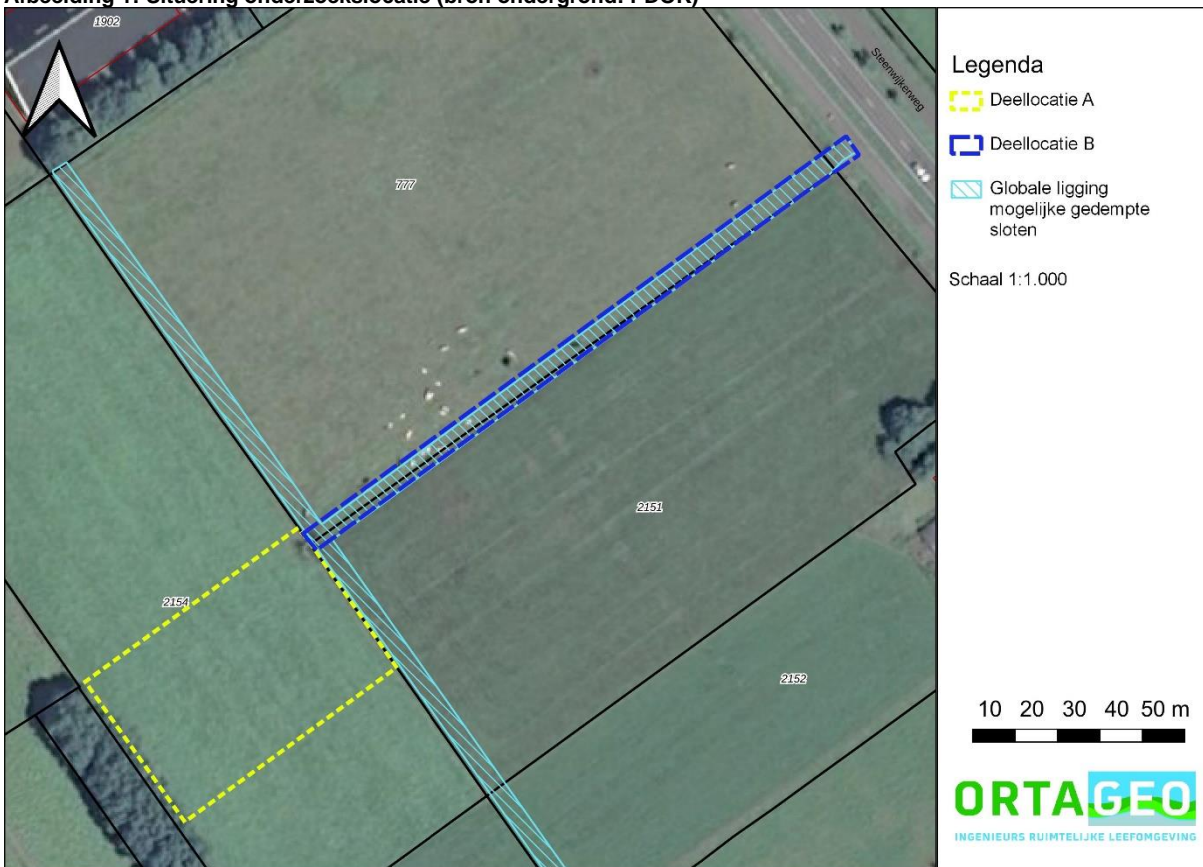 Afbeelding 1: Situering onderzoekslocatie (bron ondergrond: PDOK)
1902
Steenwijkerweg
777
2151
2154
2152
Legenda
Deellocatie A
Deellocatie B
Globale ligging
mogelijke gedempte
sloten
Schaal 1:1.000
10 20 30 40 50 m
ORTAGEO
INGENIEURS RUIMTELIJKE LEEFOMGEVING